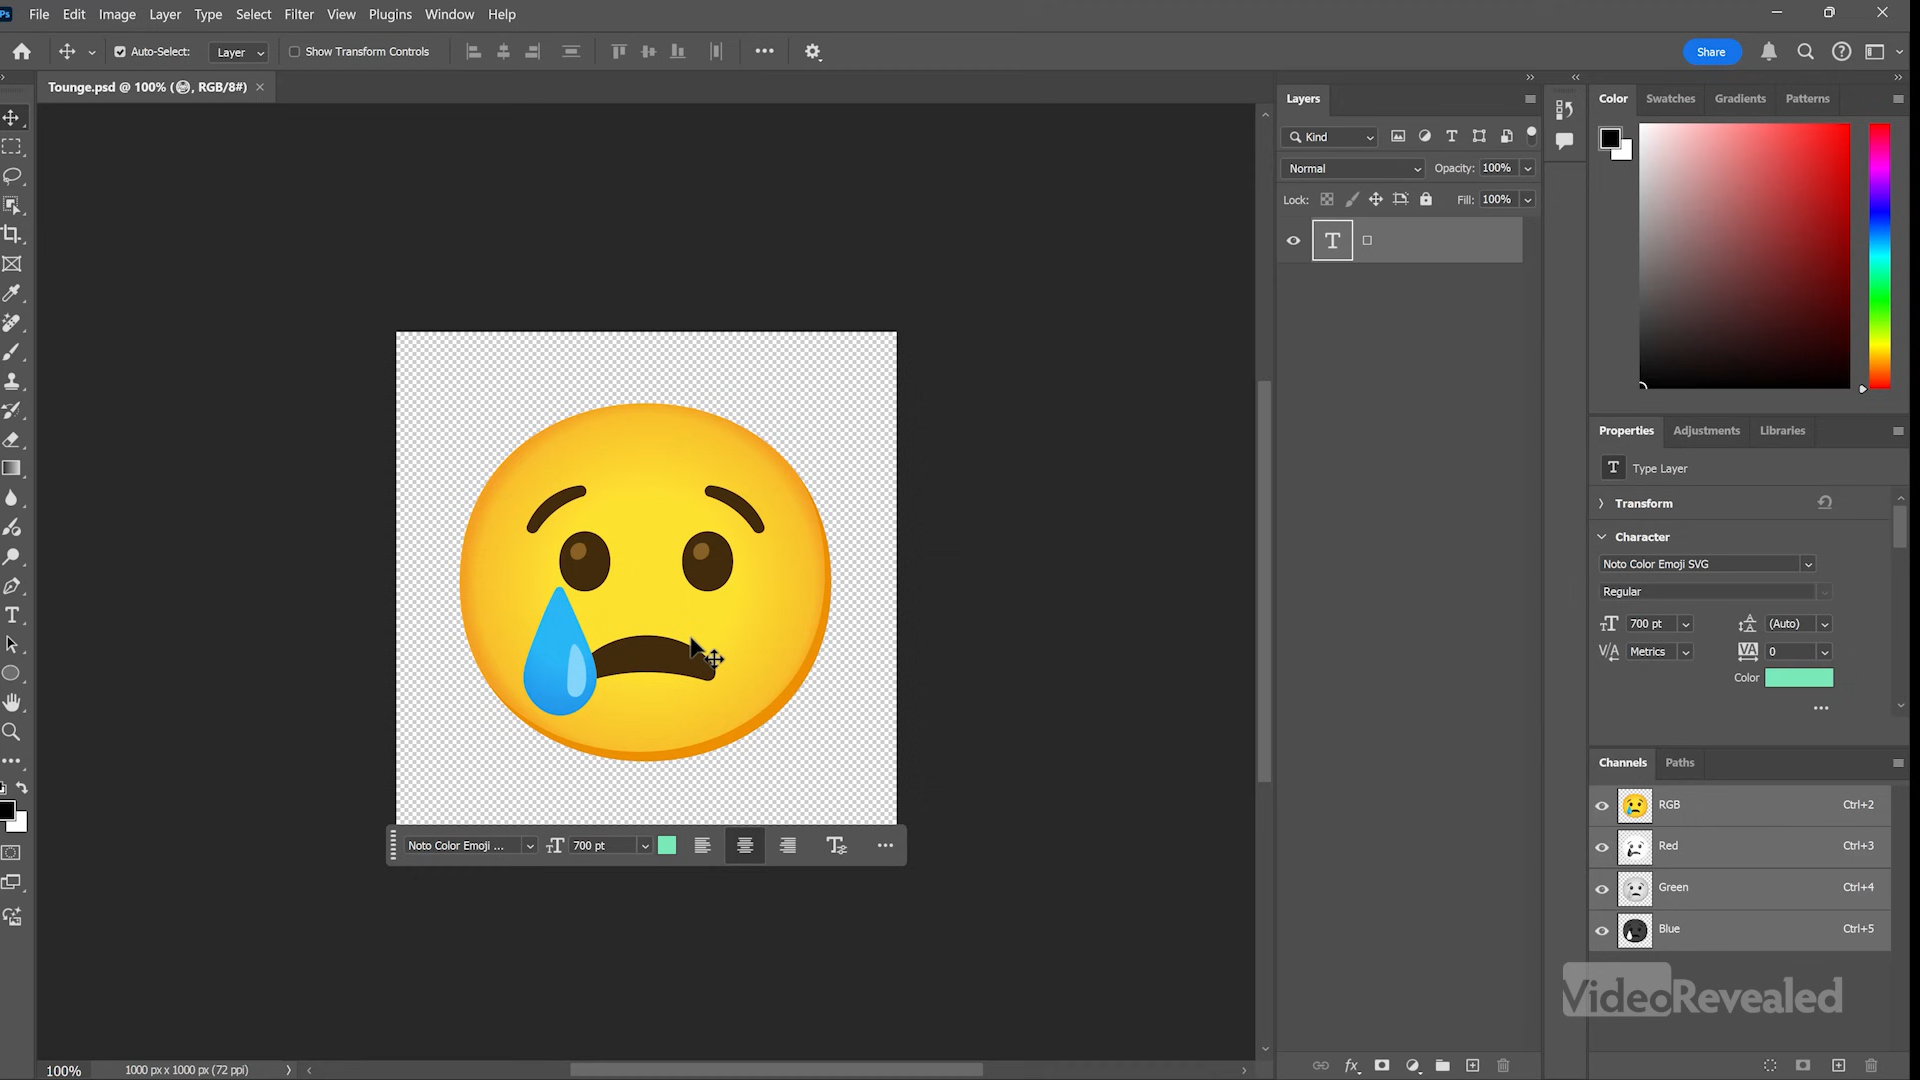 Ps File Edit Image Layer Type Select Filter View Plugins Window Help
Auto-Select: Layer Show Transform Controls Share
Tounge.psd @ 100% (😢, RGB/8#)
Layers
Kind
Normal Opacity: 100%
Lock: Fill: 100%
T
Color Swatches Gradients Patterns
Properties Adjustments Libraries
T Type Layer
Transform
Character
Noto Color Emoji SVG
Regular
700 pt (Auto)
Metrics 0
Color
Channels Paths
RGB Ctrl+2
Red Ctrl+3
Green Ctrl+4
Blue Ctrl+5
Noto Color Emoji ... 700 pt
VideoRevealed
100% 1000 px x 1000 px (72 ppi)